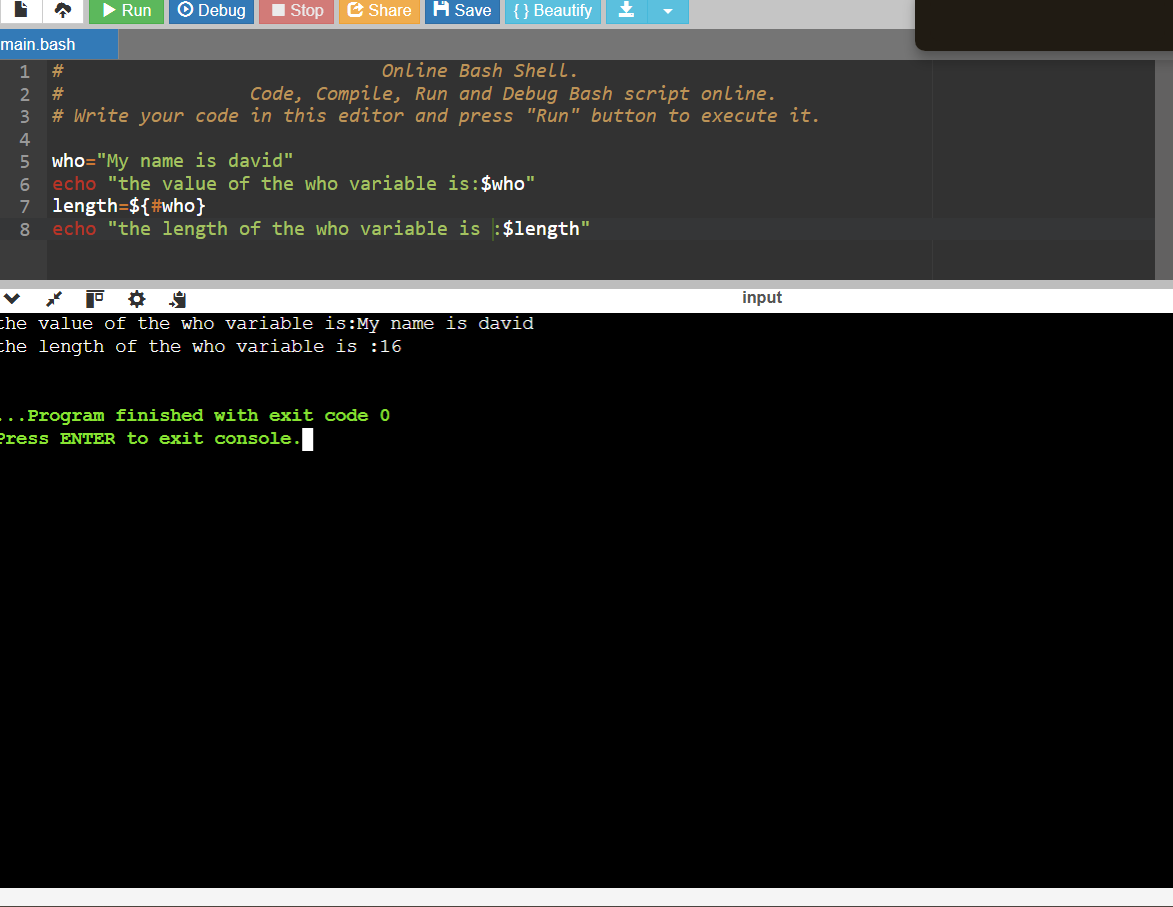 Run Debug Stop Share Save { } Beautify
main.bash
1 # Online Bash Shell.
2 # Code, Compile, Run and Debug Bash script online.
3 # Write your code in this editor and press "Run" button to execute it.
4
5 who="My name is david"
6 echo "the value of the who variable is:$who"
7 length=${#who}
8 echo "the length of the who variable is :$length"
input
the value of the who variable is:My name is david
the length of the who variable is :16
...Program finished with exit code 0
Press ENTER to exit console.